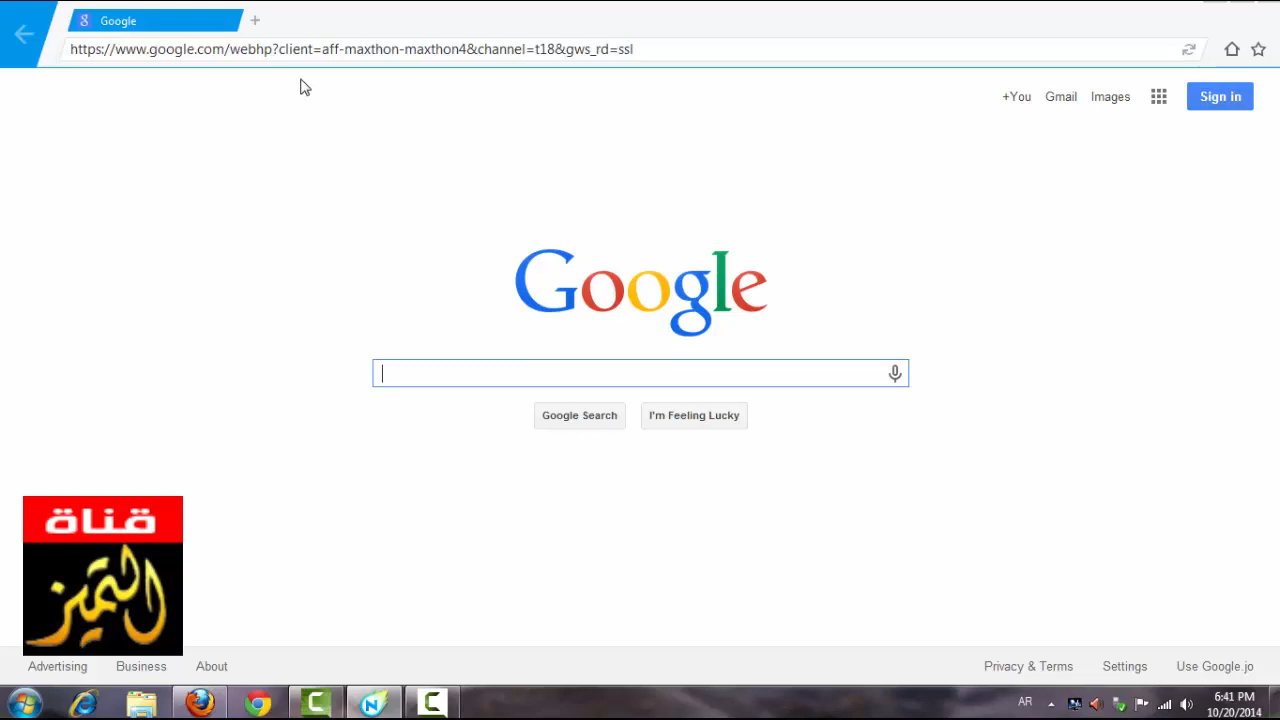 Google
https://www.google.com/webhp?client=aff-maxthon-maxthon4&channel=t18&gws_rd=ssl
+You Gmail Images Sign in
Google
Google Search I'm Feeling Lucky
قناة
التميز
Advertising Business About Privacy & Terms Settings Use Google.jo
AR 6:41 PM
10/20/2014